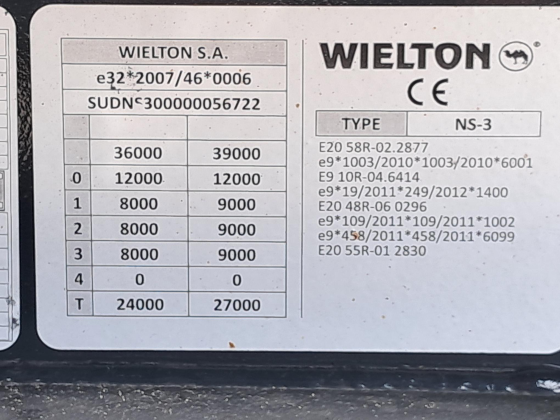 WIELTON S.A.
e32*2007/46*0006
SUDNS300000056722
36000 39000
0 12000 12000
1 8000 9000
2 8000 9000
3 8000 9000
4 0 0
T 24000 27000
WIELTON
CE
TYPE NS-3
E20 58R-02.2877
e9*1003/2010*1003/2010*6001
E9 10R-04.6414
e9*19/2011*249/2012*1400
E20 48R-06 0296
e9*109/2011*109/2011*1002
e9*458/2011*458/2011*6099
E20 55R-01 2830